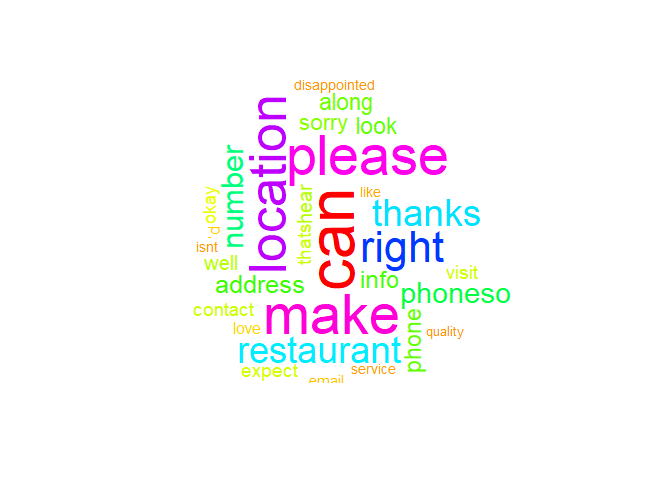 disappointed
along
sorry look
location
please
number
can
like
thatshear
okay
'd
thanks
isnt
right
well
visit
address
info
phoneso
contact
make
love
phone
quality
restaurant
expect
service
email